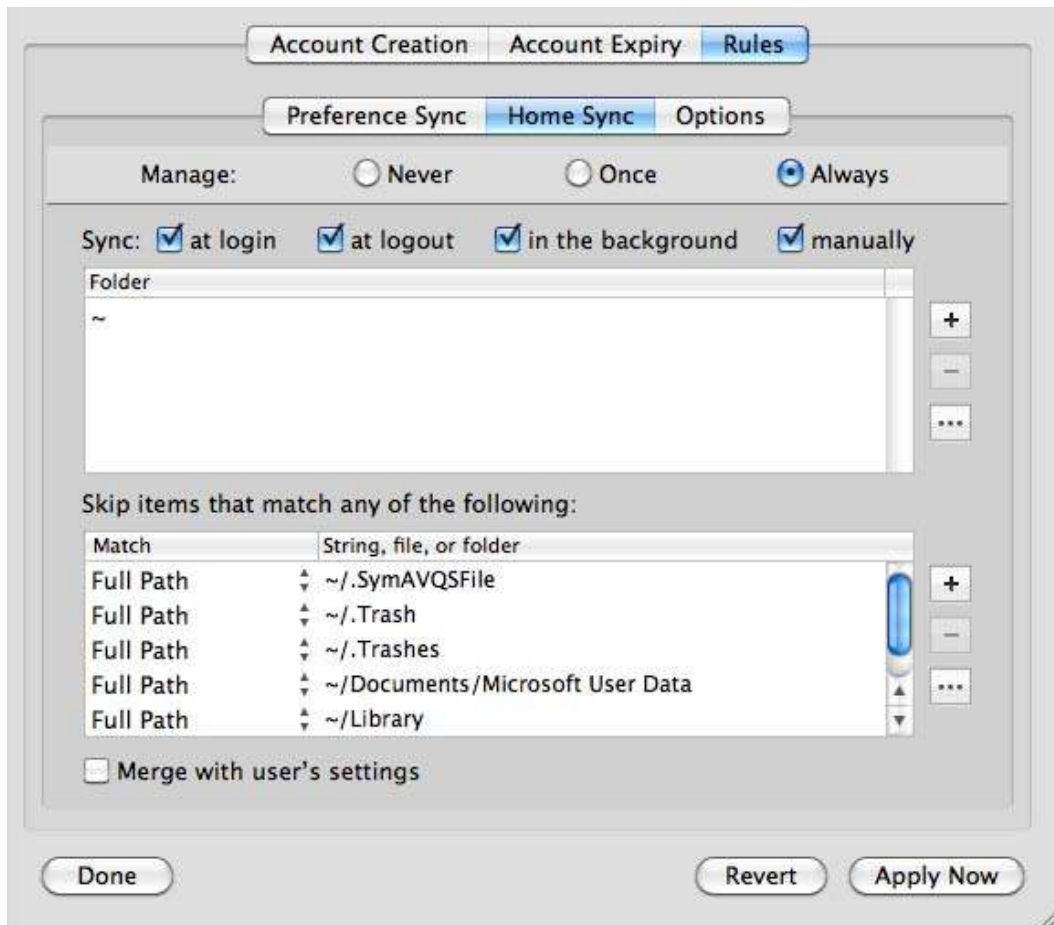 Account Creation Account Expiry Rules
Preference Sync Home Sync Options
Manage: Never Once Always
Sync: at login at logout in the background manually
Folder
~
+
−
...
Skip items that match any of the following:
Match String, file, or folder
Full Path ~/.SymAVQSFile
Full Path ~/.Trash
Full Path ~/.Trashes
Full Path ~/Documents/Microsoft User Data
Full Path ~/Library
+
−
...
Merge with user's settings
Done Revert Apply Now